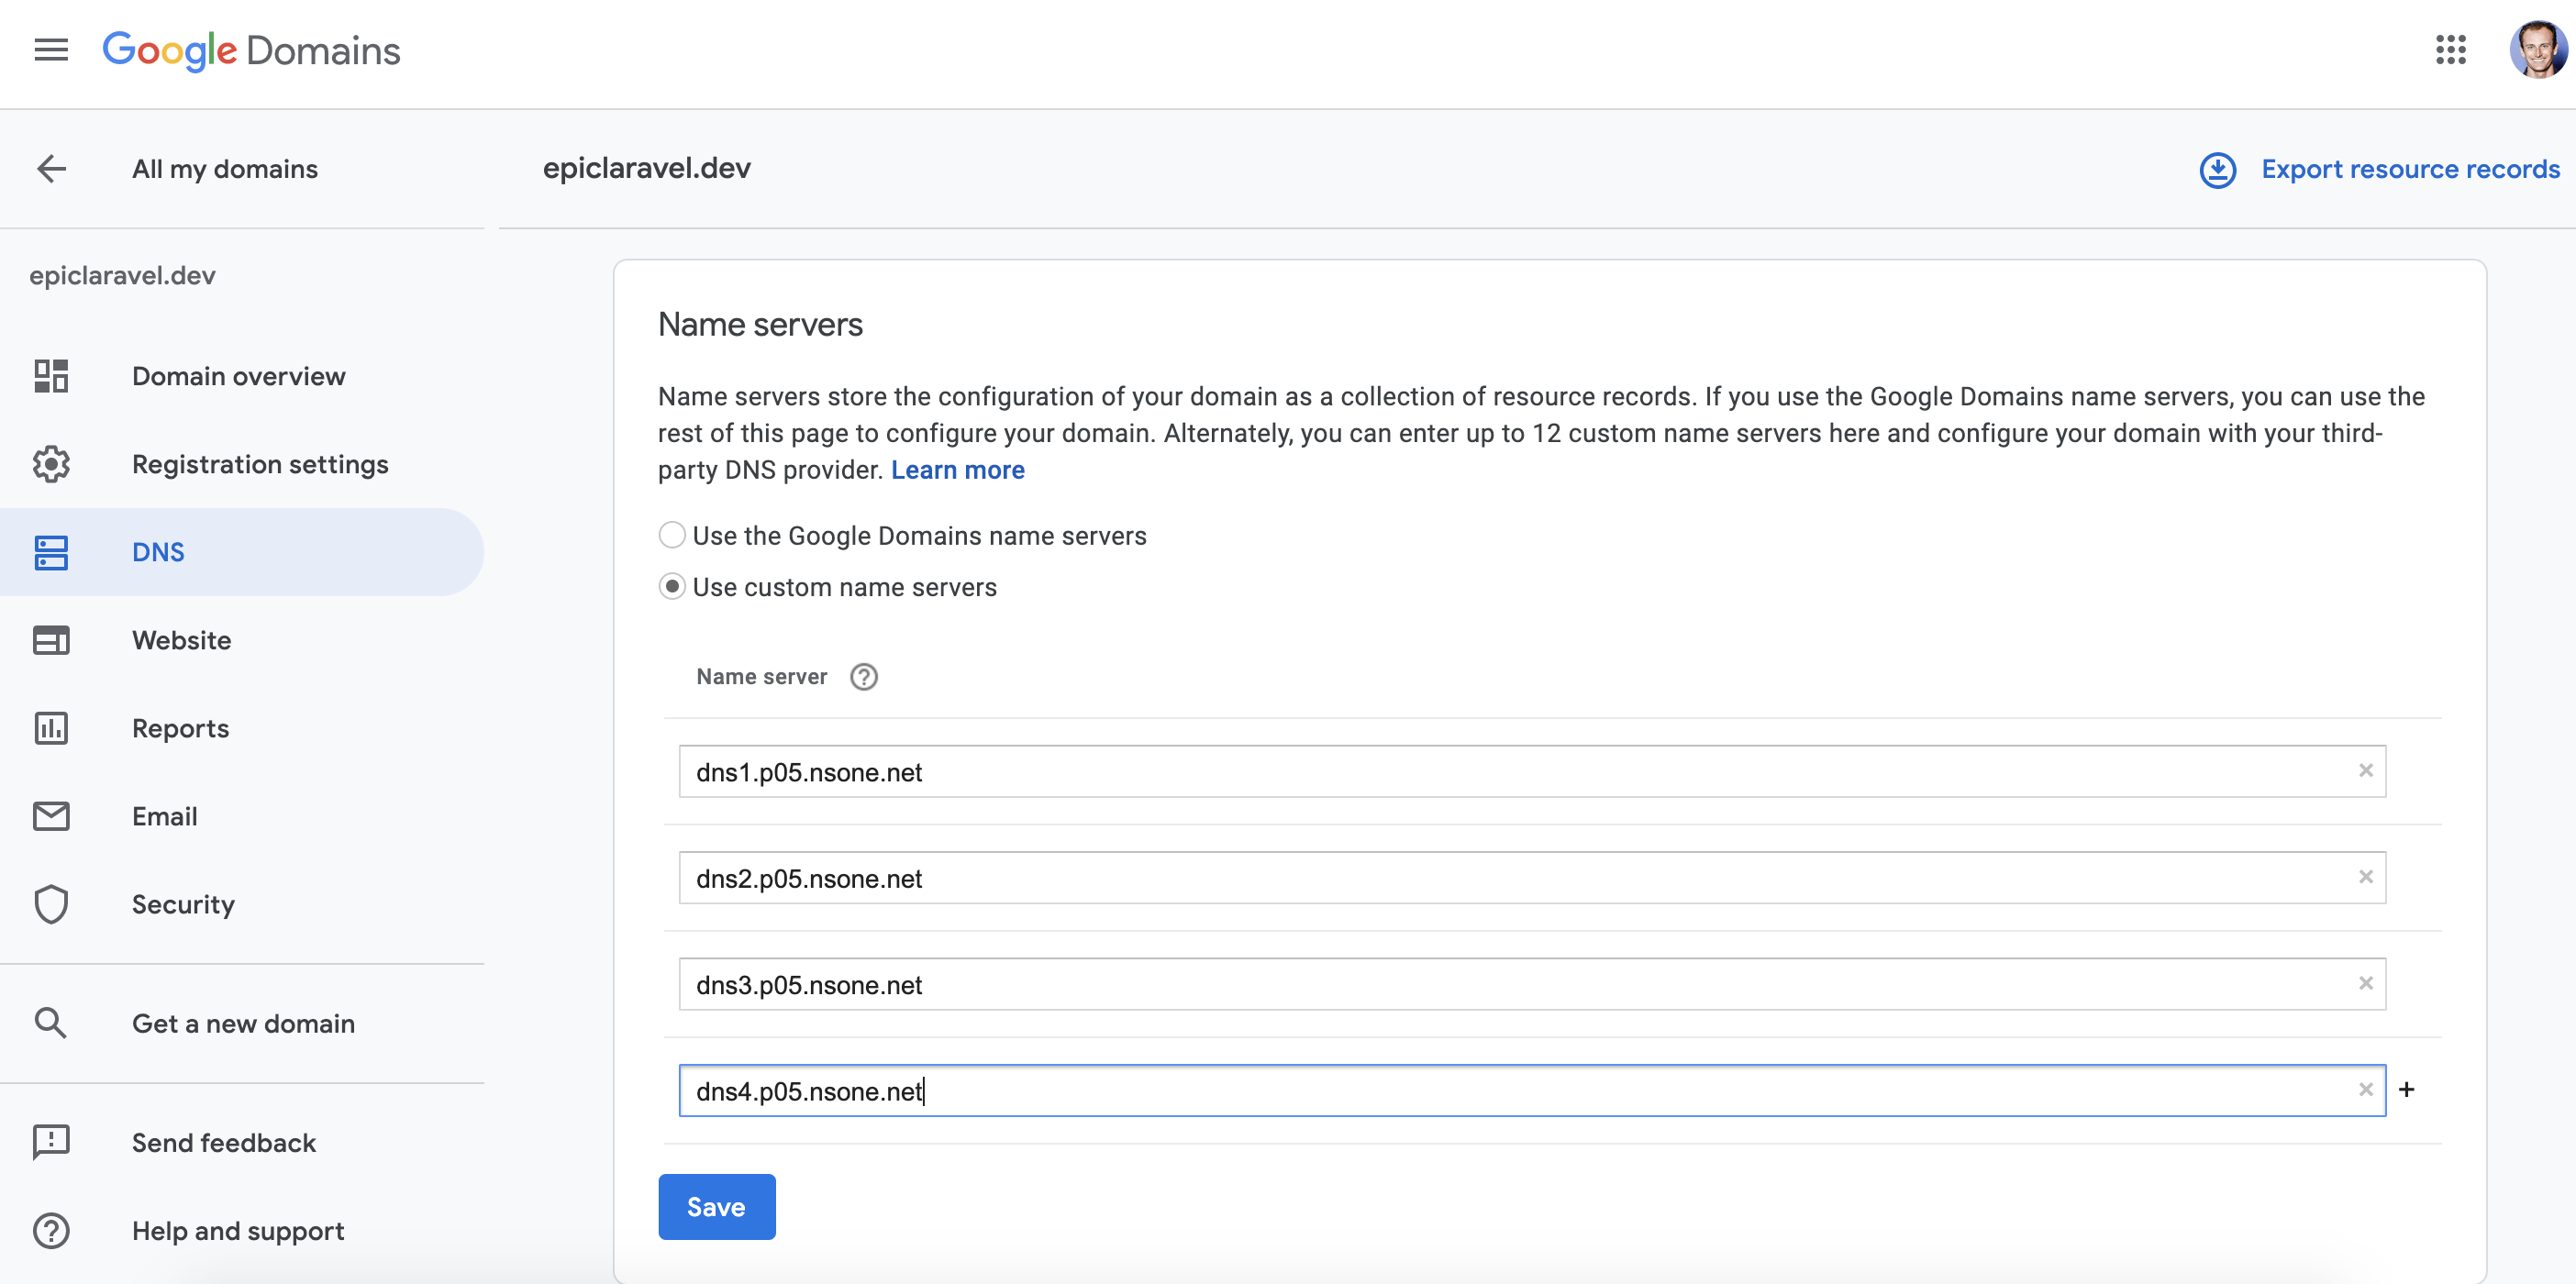 Google Domains
All my domains
epiclaravel.dev
Export resource records
epiclaravel.dev
Domain overview
Registration settings
DNS
Website
Reports
Email
Security
Get a new domain
Send feedback
Help and support
Name servers
Name servers store the configuration of your domain as a collection of resource records. If you use the Google Domains name servers, you can use the
rest of this page to configure your domain. Alternately, you can enter up to 12 custom name servers here and configure your domain with your third-
party DNS provider. Learn more
Use the Google Domains name servers
Use custom name servers
Name server
dns1.p05.nsone.net
dns2.p05.nsone.net
dns3.p05.nsone.net
dns4.p05.nsone.net
Save